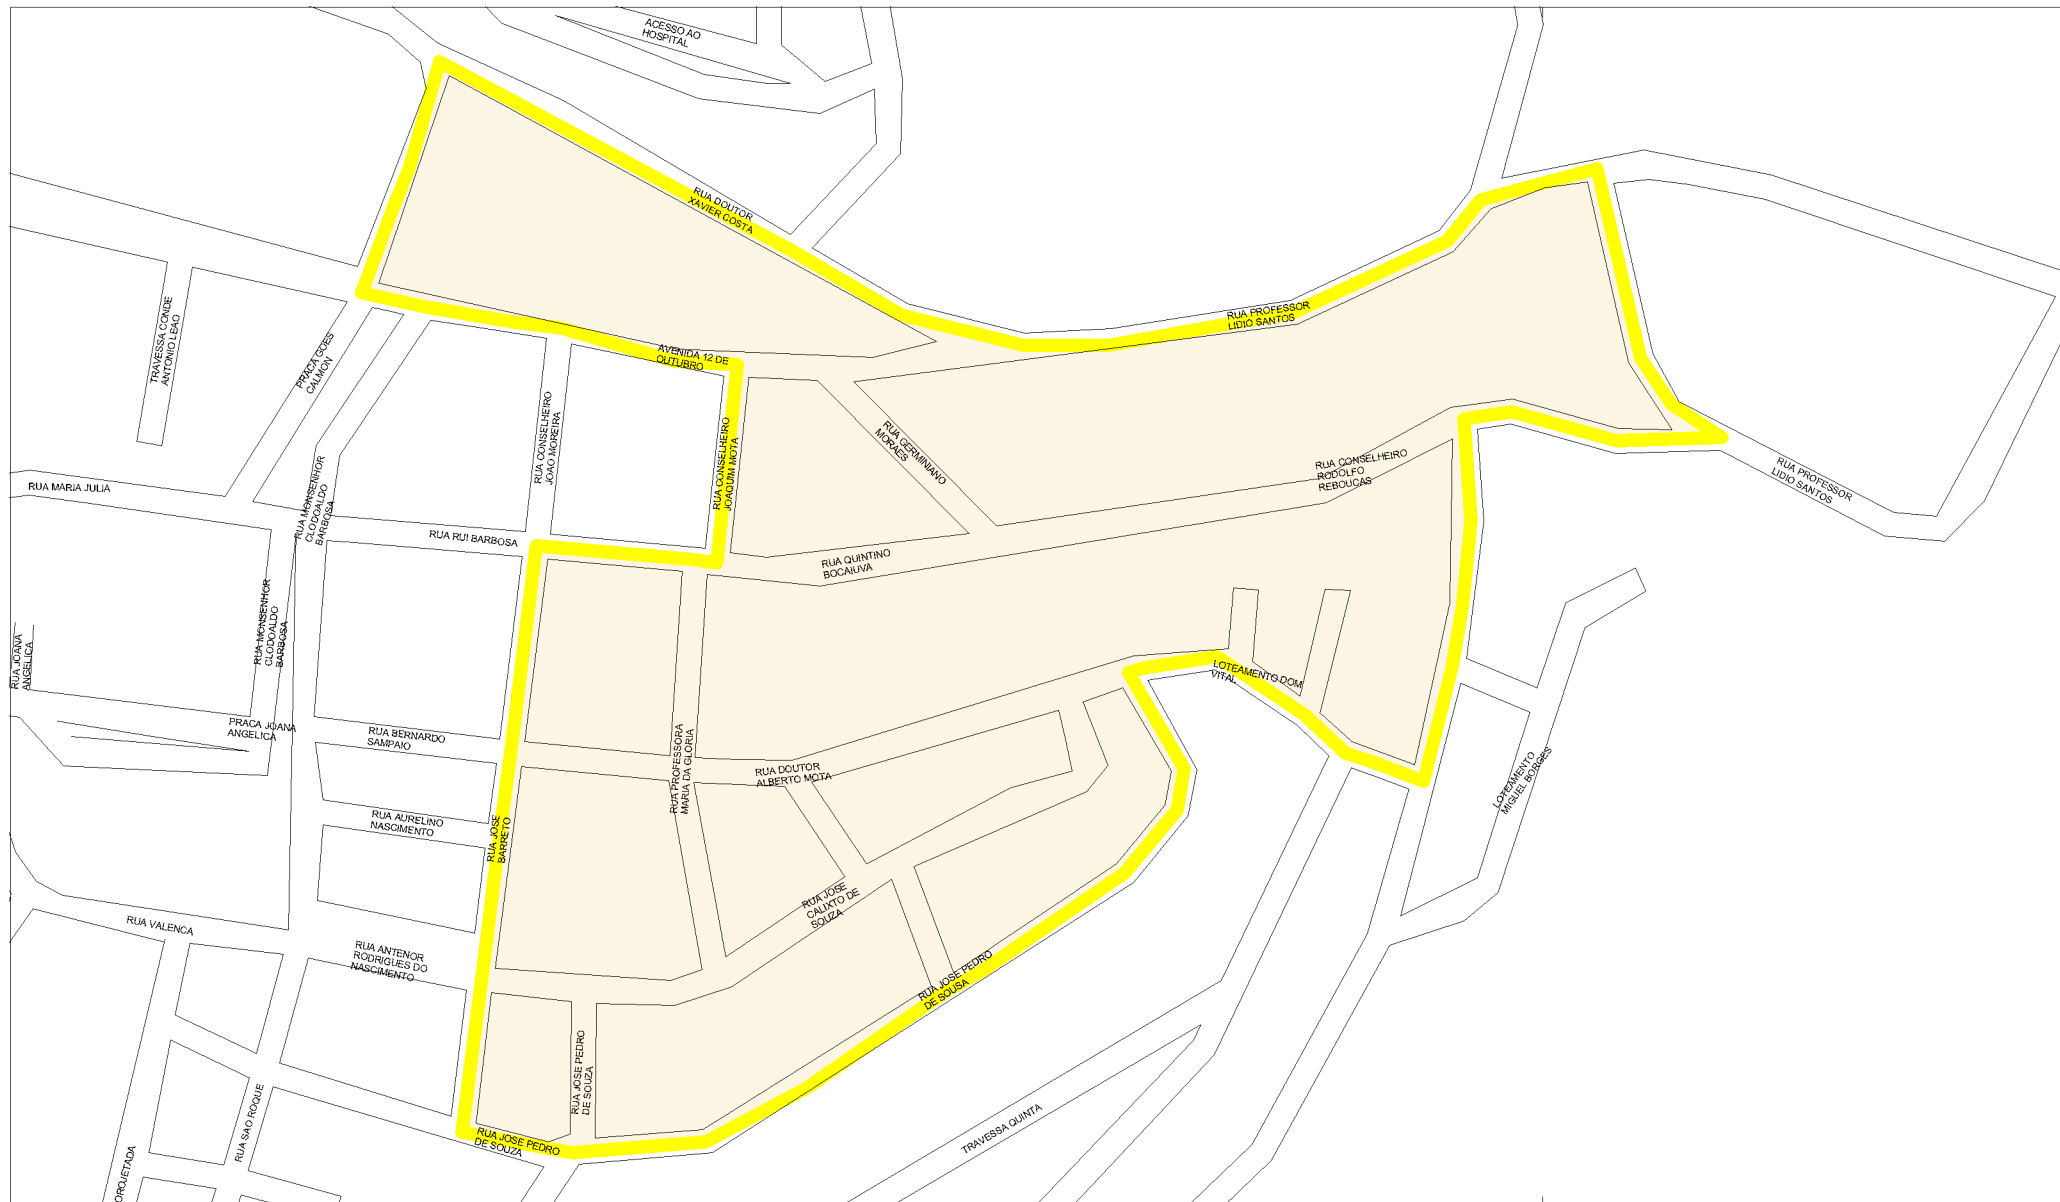 ACESSO AO
HOSPITAL
RUA DOUTOR
XAVIER COSTA
TRAVESSA CONDE
ANTONIO LEAO
PRACA GOES
CALMON
RUA PROFESSOR
LIDIO SANTOS
AVENIDA 12 DE
OUTUBRO
RUA CONSELHEIRO
JOAO MOREIRA
RUA CONSELHEIRO
JOAQUIM MOTA
RUA GERMINIANO
MORAES
RUA CONSELHEIRO
RODOLFO
REBOUCAS
RUA PROFESSOR
LIDIO SANTOS
RUA MARIA JULIA
RUA MONSENHOR
CLODOALDO
BARBOSA
RUA RUI BARBOSA
RUA QUINTINO
BOCAIUVA
RUA MONSENHOR
CLODOALDO
BARBOSA
RUA JOANA
ANGELICA
LOTEAMENTO DOM
VITAL
PRACA JOANA
ANGELICA
RUA BERNARDO
SAMPAIO
RUA PROFESSORA
MARIA DA GLORIA
RUA DOUTOR
ALBERTO MOTA
LOTEAMENTO
MIGUEL BORGES
RUA AURELINO
NASCIMENTO
RUA JOSE
BARRETO
RUA JOSE
CALIXTO DE
SOUZA
RUA VALENCA
RUA ANTENOR
RODRIGUES DO
NASCIMENTO
RUA JOSE PEDRO
DE SOUSA
RUA JOSE PEDRO
DE SOUZA
RUA SAO ROQUE
RUA JOSE PEDRO
DE SOUZA
TRAVESSA QUINTA
PROJETADA